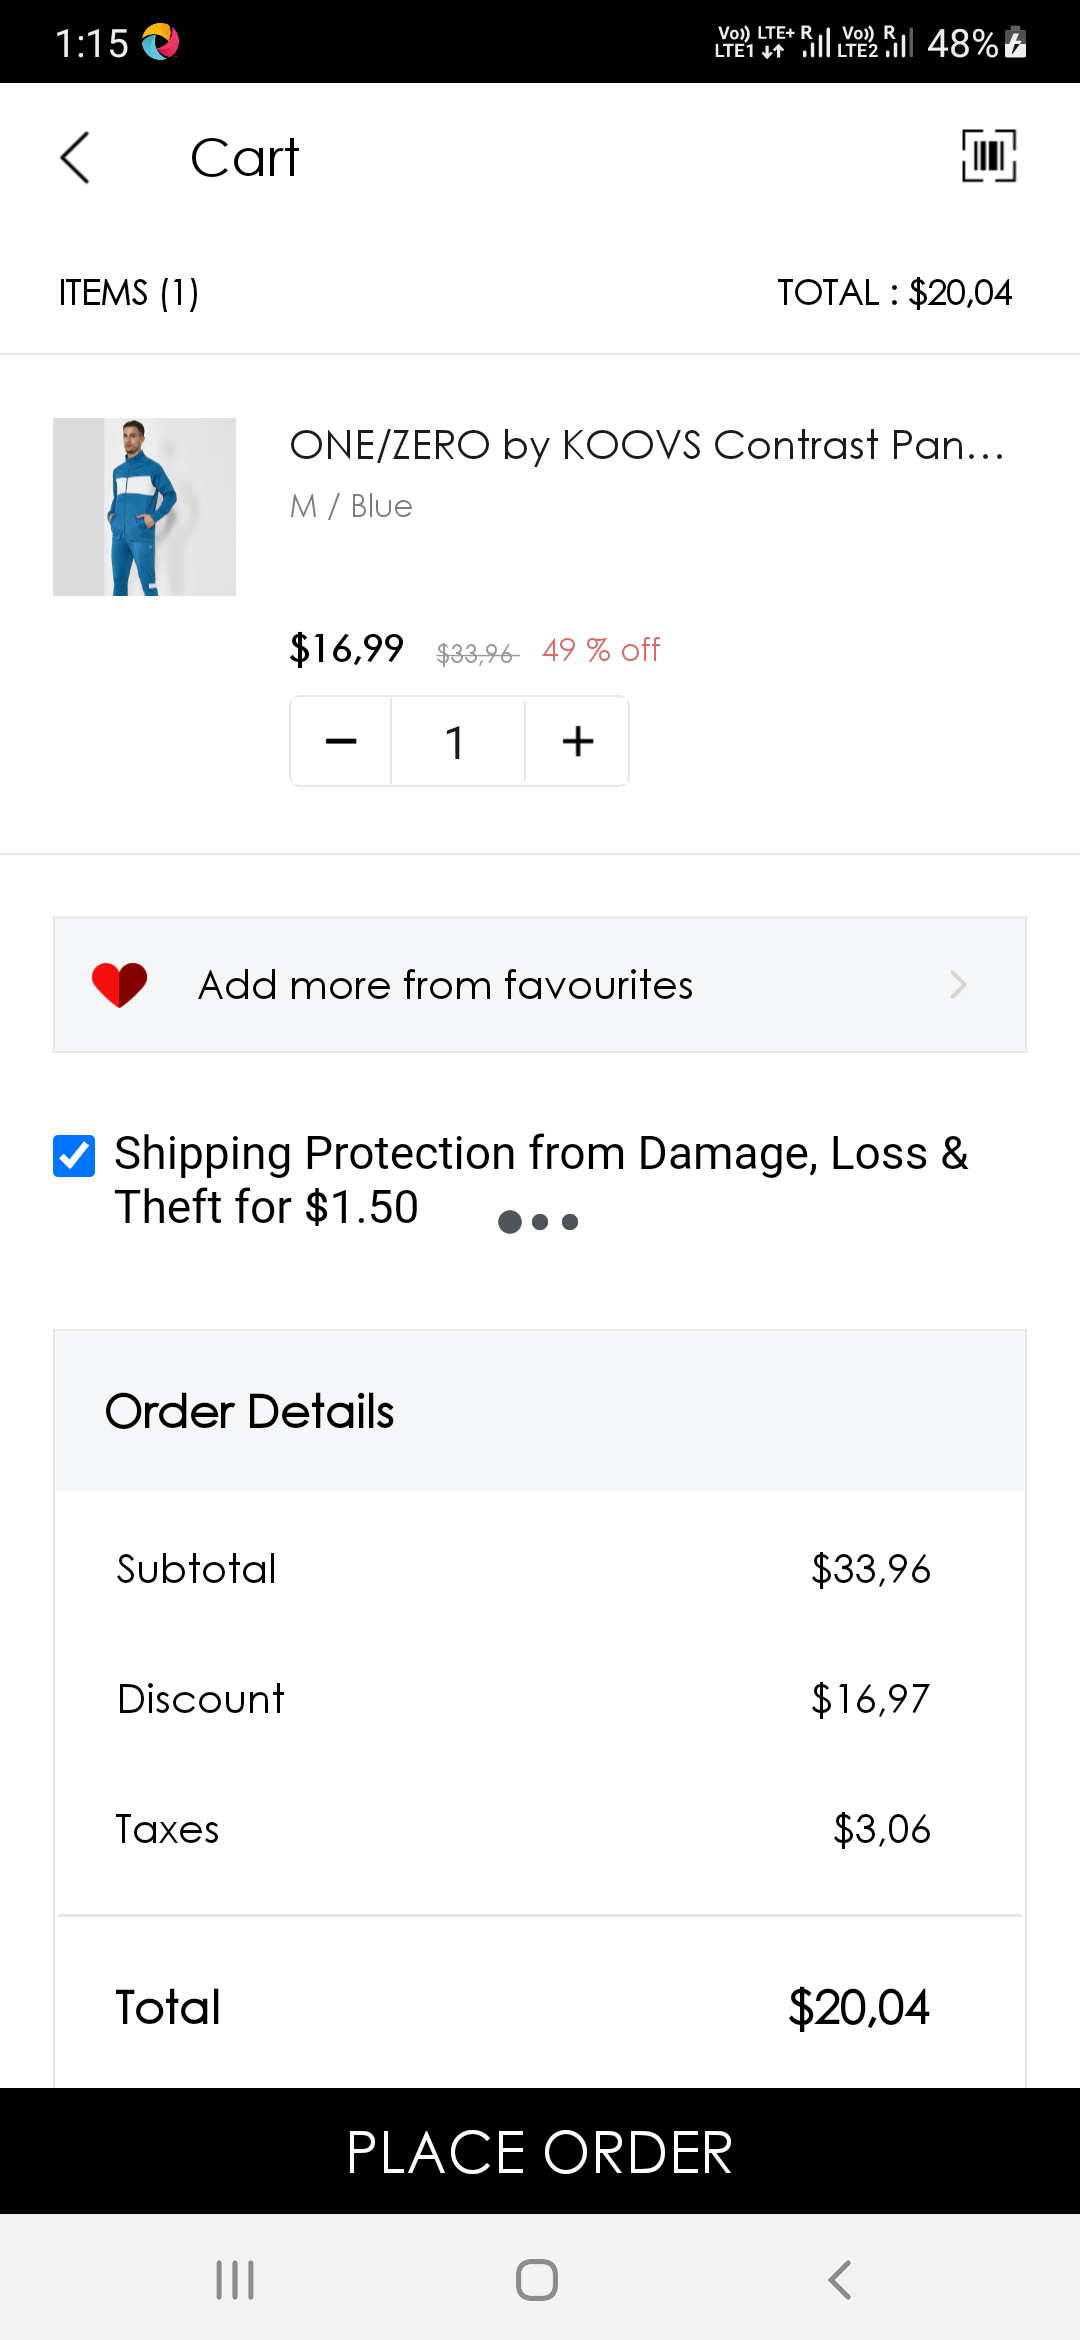 1:15
Vo)) LTE+ R Vo)) R 48%
LTE1 LTE2
Cart
ITEMS (1) TOTAL : $20,04
ONE/ZERO by KOOVS Contrast Pan...
M / Blue
$16,99 $33,96 49 % off
1
Add more from favourites
Shipping Protection from Damage, Loss &
Theft for $1.50
Order Details
Subtotal $33,96
Discount $16,97
Taxes $3,06
Total $20,04
PLACE ORDER